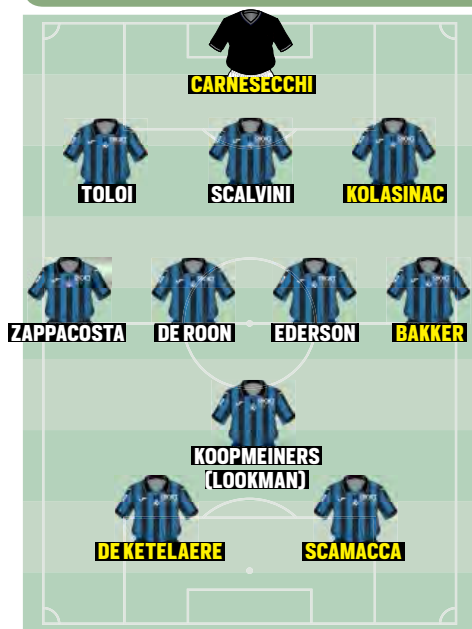 CARNESECCHI
TOLOI SCALVINI KOLASINAC
ZAPPACOSTA DE ROON EDERSON BAKKER
KOOPMEINERS
(LOOKMAN)
DE KETELAERE SCAMACCA